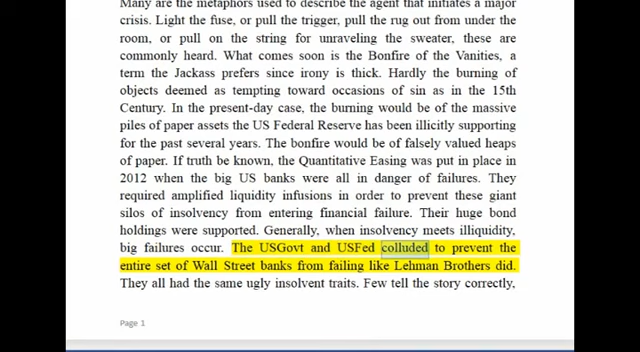 Many are the metaphors used to describe the agent that initiates a major
crisis. Light the fuse, or pull the trigger, pull the rug out from under the
room, or pull on the string for unraveling the sweater, these are
commonly heard. What comes soon is the Bonfire of the Vanities, a
term the Jackass prefers since irony is thick. Hardly the burning of
objects deemed as tempting toward occasions of sin as in the 15th
Century. In the present-day case, the burning would be of the massive
piles of paper assets the US Federal Reserve has been illicitly supporting
for the past several years. The bonfire would be of falsely valued heaps
of paper. If truth be known, the Quantitative Easing was put in place in
2012 when the big US banks were all in danger of failures. They
required amplified liquidity infusions in order to prevent these giant
silos of insolvency from entering financial failure. Their huge bond
holdings were supported. Generally, when insolvency meets illiquidity,
big failures occur. The USGovt and USFed colluded to prevent the
entire set of Wall Street banks from failing like Lehman Brothers did.
They all had the same ugly insolvent traits. Few tell the story correctly,
Page 1